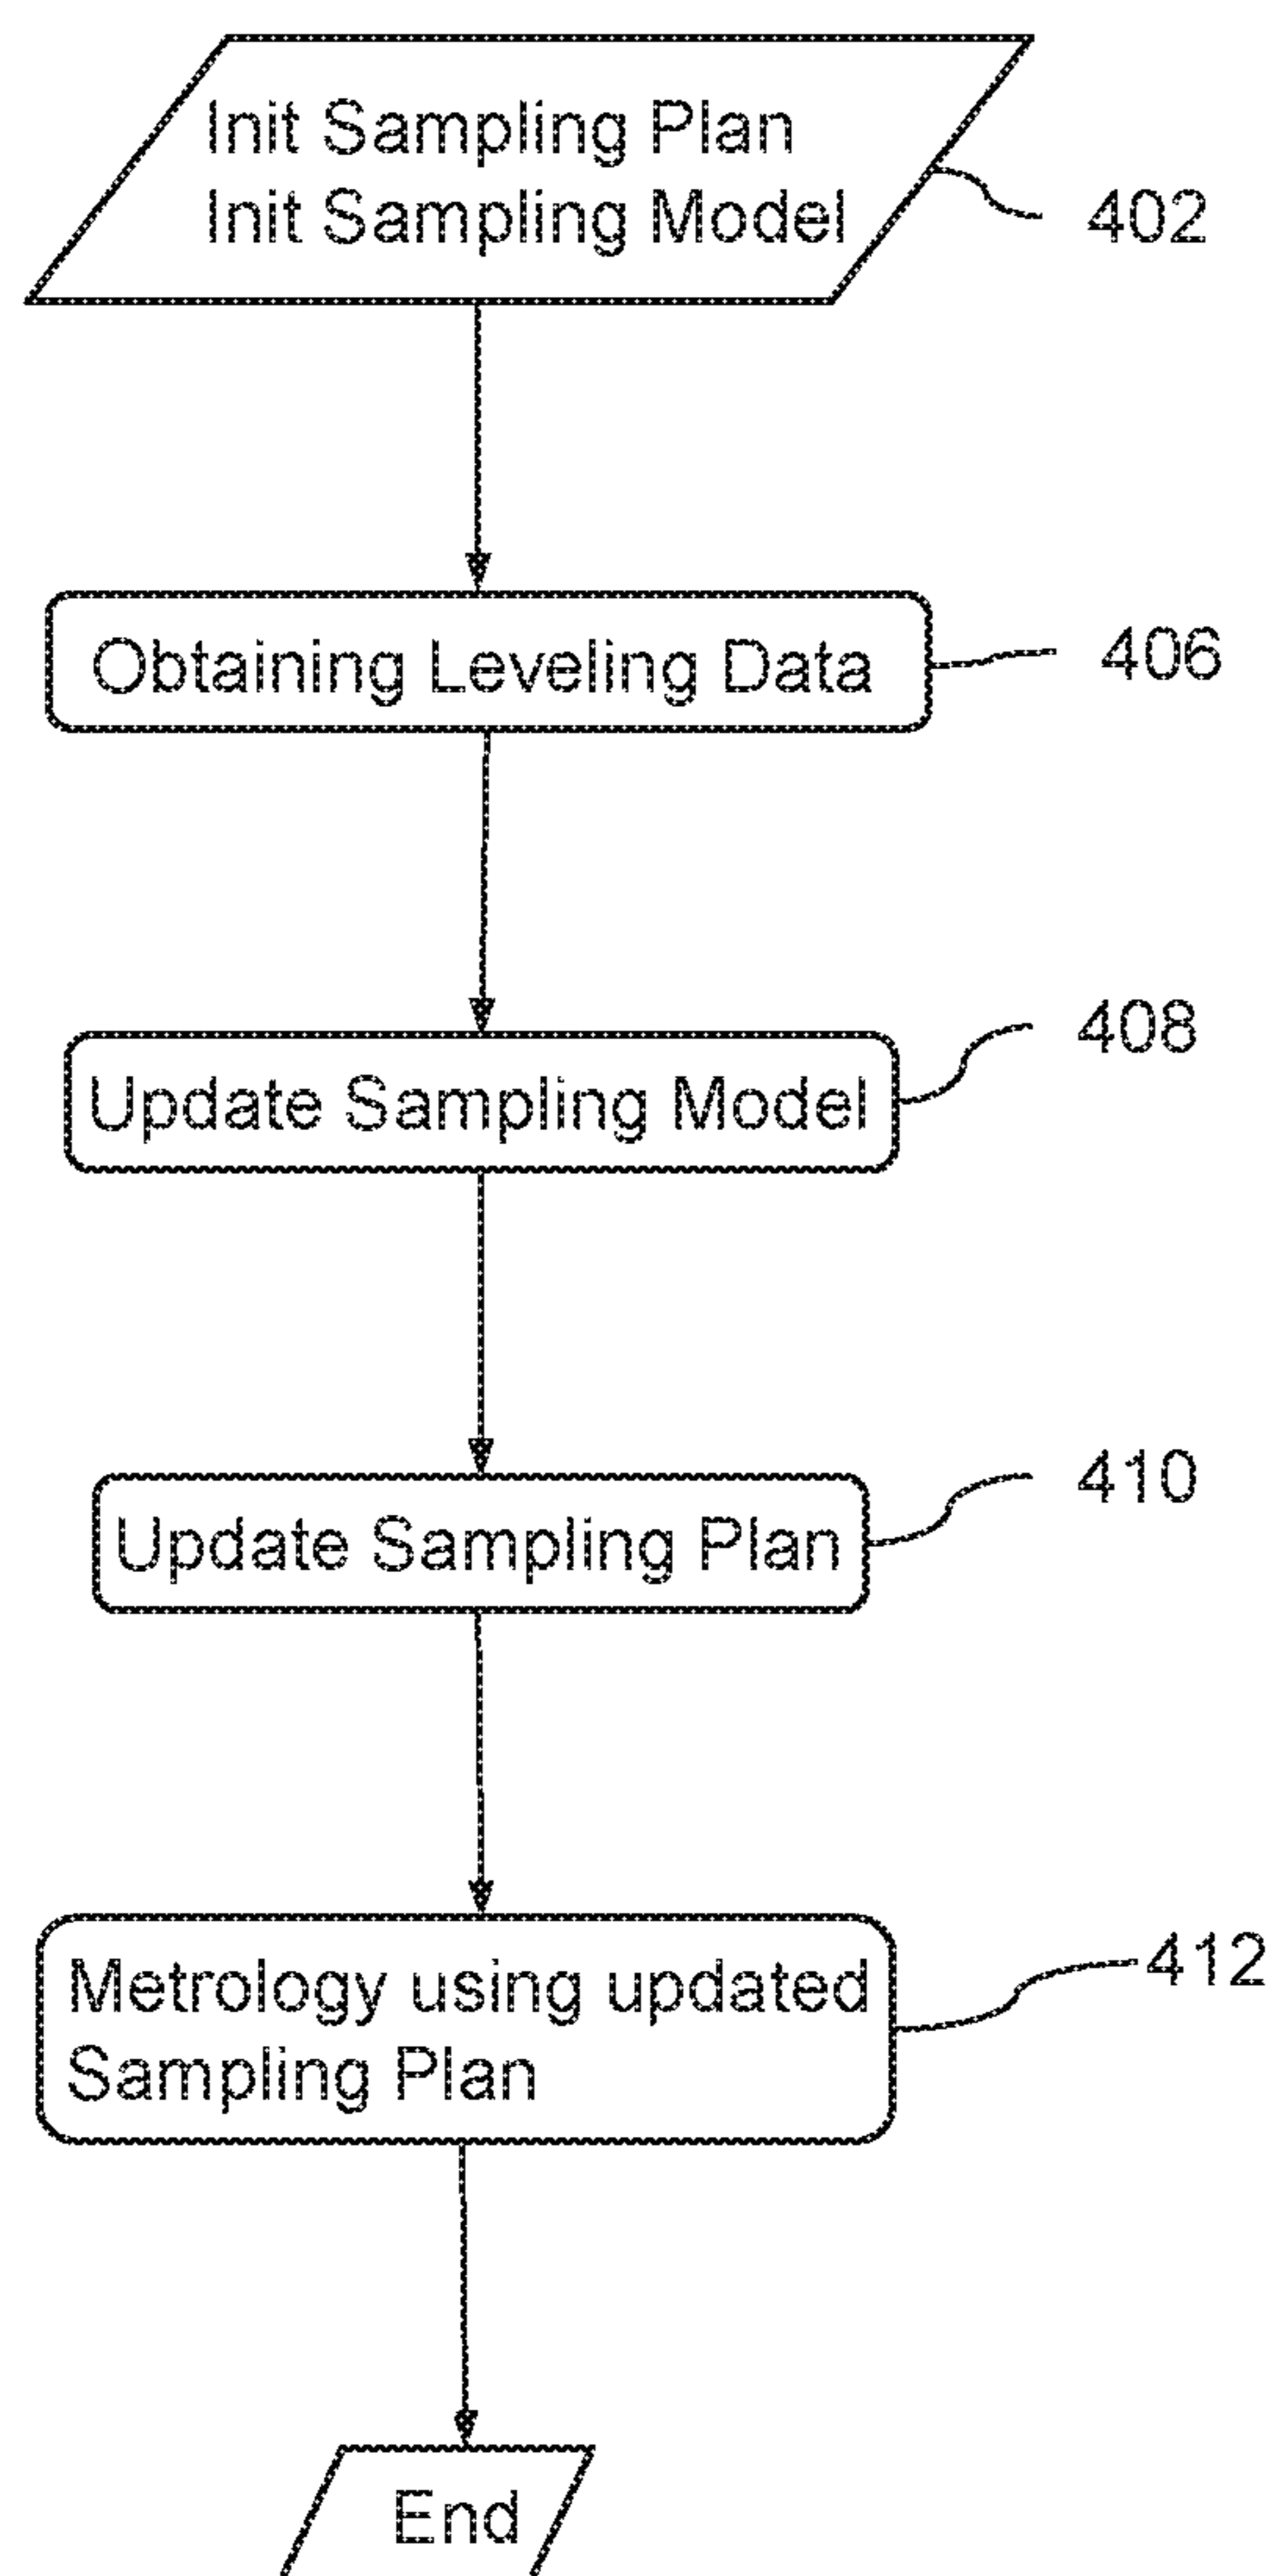 Init Sampling Plan
Init Sampling Model
402
Obtaining Leveling Data
406
Update Sampling Model
408
Update Sampling Plan
410
Metrology using updated
Sampling Plan
412
End